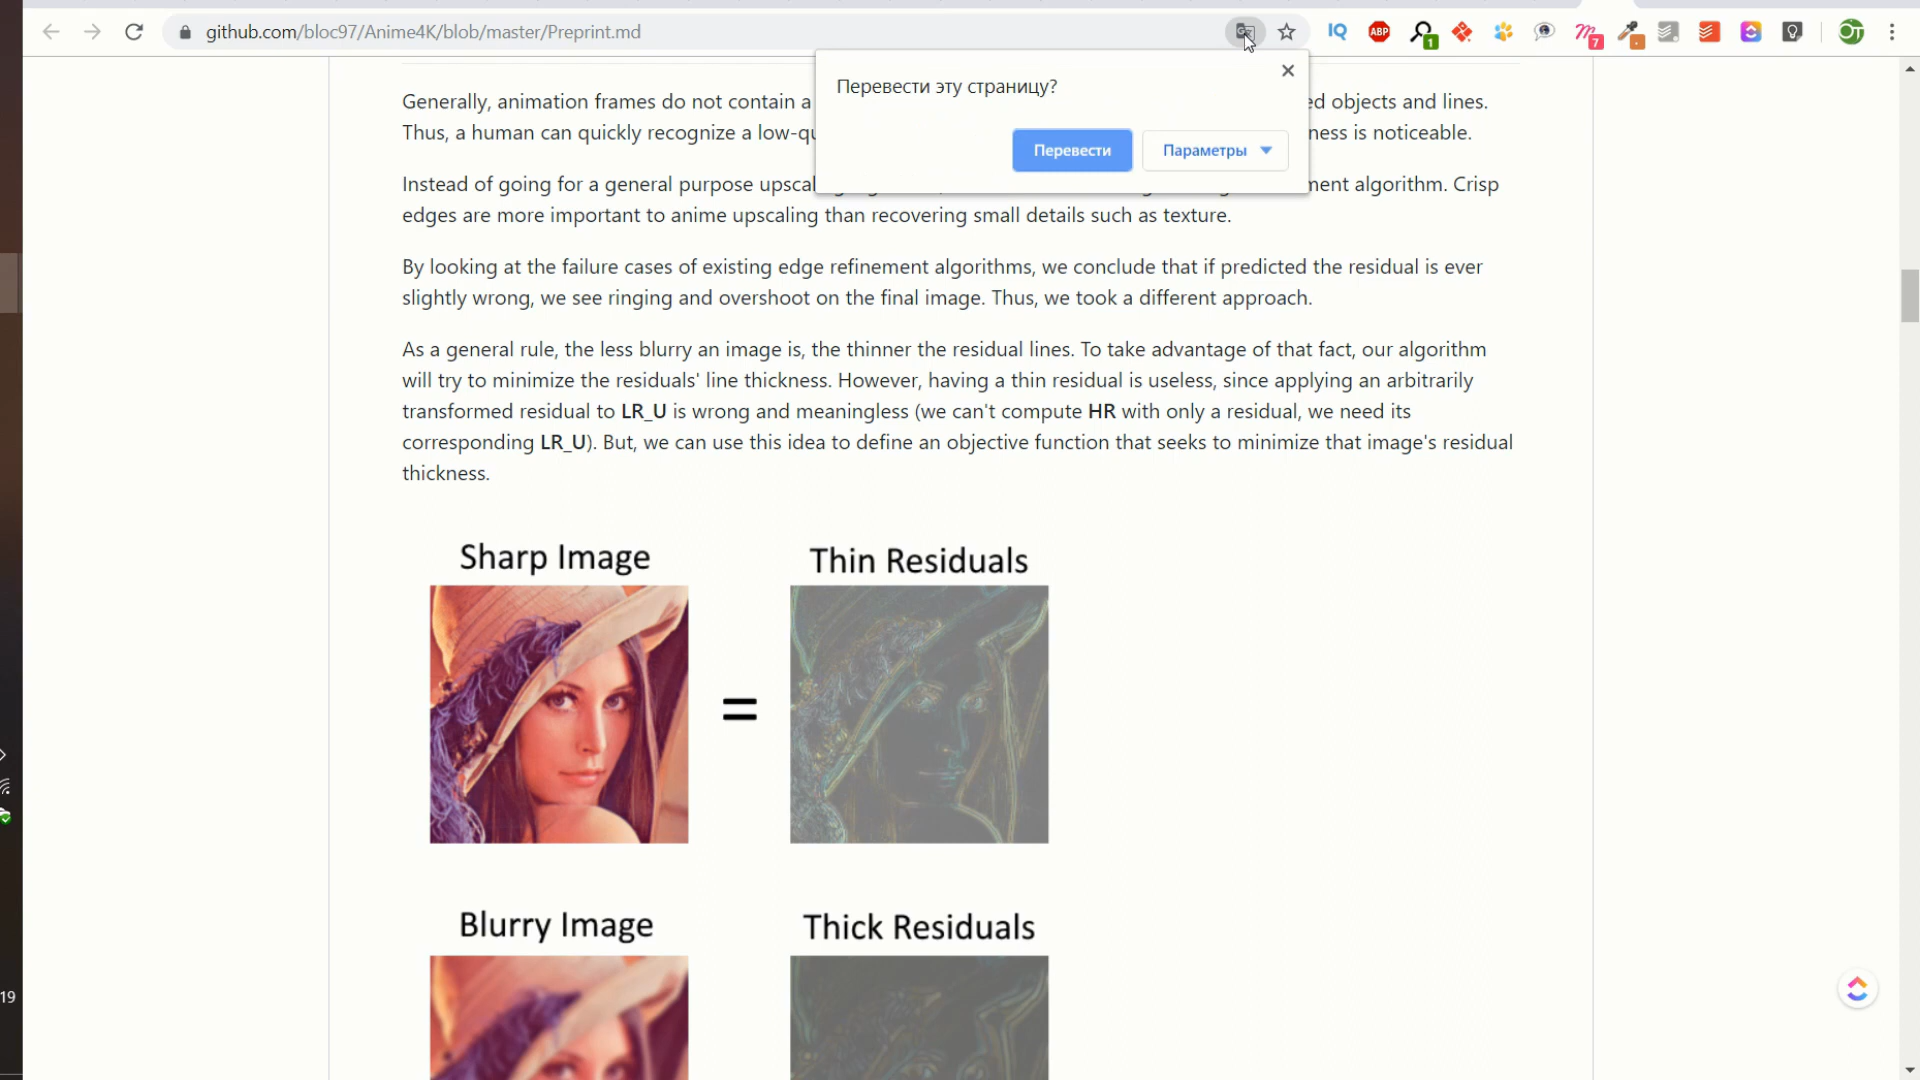 github.com/bloc97/Anime4K/blob/master/Preprint.md
IQ
ABP
1
7
Перевести эту страницу?
Перевести
Параметры
Generally, animation frames do not contain a
ed objects and lines.
Thus, a human can quickly recognize a low-qu
ness is noticeable.
Instead of going for a general purpose upscal
ment algorithm. Crisp
edges are more important to anime upscaling than recovering small details such as texture.
By looking at the failure cases of existing edge refinement algorithms, we conclude that if predicted the residual is ever
slightly wrong, we see ringing and overshoot on the final image. Thus, we took a different approach.
As a general rule, the less blurry an image is, the thinner the residual lines. To take advantage of that fact, our algorithm
will try to minimize the residuals' line thickness. However, having a thin residual is useless, since applying an arbitrarily
transformed residual to LR_U is wrong and meaningless (we can't compute HR with only a residual, we need its
corresponding LR_U). But, we can use this idea to define an objective function that seeks to minimize that image's residual
thickness.
Sharp Image
Thin Residuals
=
Blurry Image
Thick Residuals
19